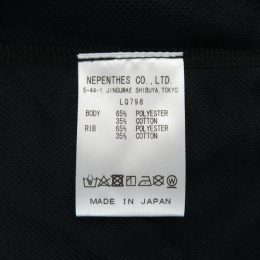 NEPENTHES CO., LTD.
5-44-1, JINGUMAE SHIBUYA, TOKYO
LQ798
BODY 65% POLYESTER
35% COTTON
RIB 65% POLYESTER
35% COTTON
MADE IN JAPAN